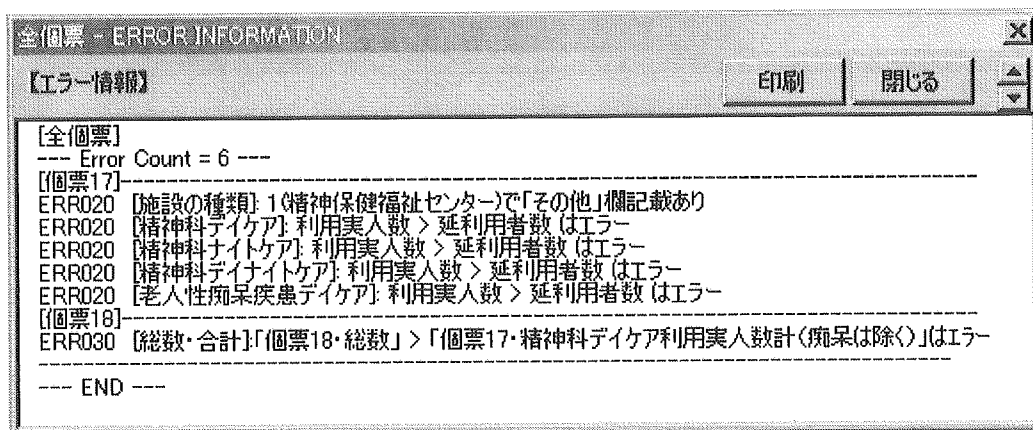 全個票 - ERROR INFORMATION
【エラー情報】
印刷
閉じる
[全個票]
--- Error Count = 6 ---
[個票17]------------------------------------------------------------
ERR020 [施設の種類]: 1(精神保健福祉センター)で「その他」欄記載あり
ERR020 [精神科デイケア]: 利用実人数 > 延利用者数 はエラー
ERR020 [精神科ナイトケア]: 利用実人数 > 延利用者数 はエラー
ERR020 [精神科デイナイトケア]: 利用実人数 > 延利用者数 はエラー
ERR020 [老人性痴呆疾患デイケア]: 利用実人数 > 延利用者数 はエラー
[個票18]------------------------------------------------------------
ERR030 [総数・合計]:「個票18・総数」 > 「個票17・精神科デイケア利用実人数計(痴呆は除く)」はエラー
------------------------------------------------------------
--- END ---